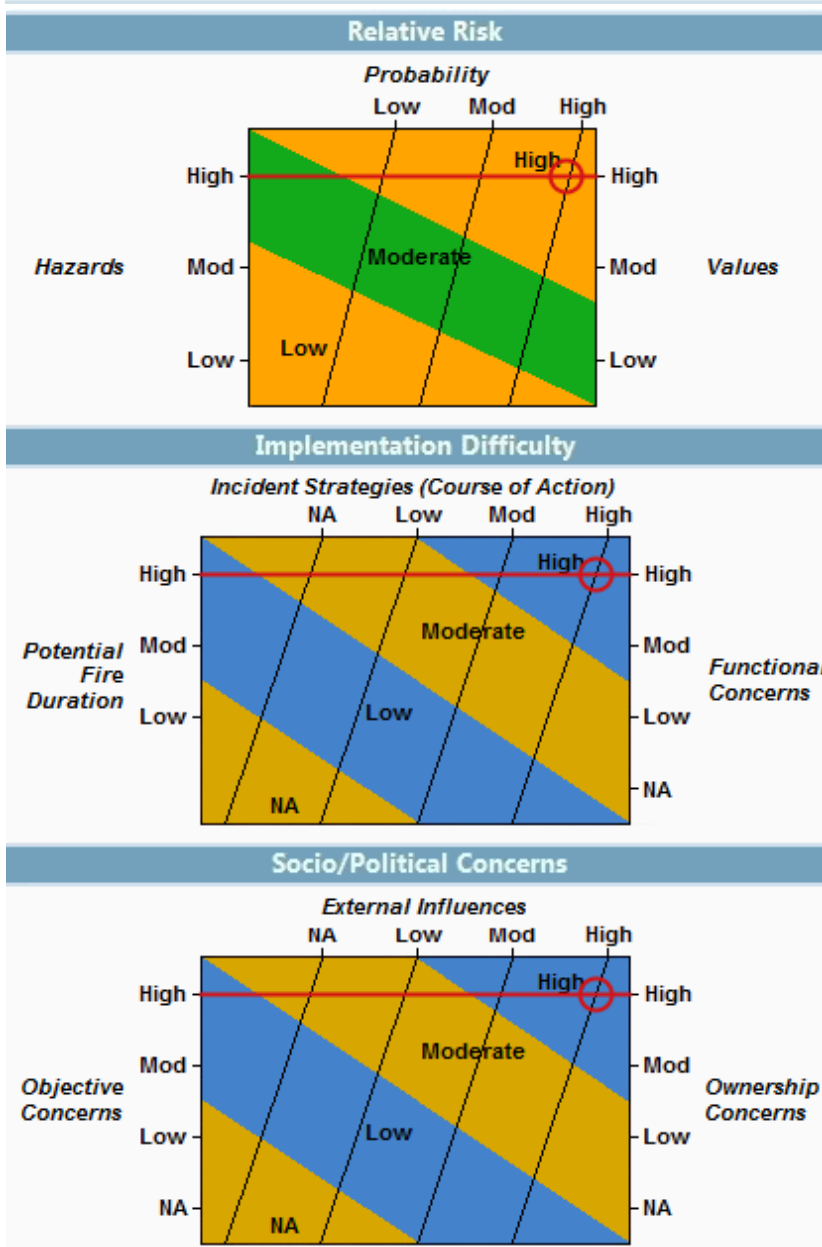 Relative Risk
Probability
Low Mod High
High High High
Hazards Mod Moderate Mod Values
Low Low Low
Implementation Difficulty
Incident Strategies (Course of Action)
NA Low Mod High
High High High
Moderate
Potential Fire Duration Mod Mod Functional Concerns
Low Low Low
NA NA
Socio/Political Concerns
External Influences
NA Low Mod High
High High High
Moderate
Mod Mod
Objective Concerns Ownership Concerns
Low Low Low
NA NA NA